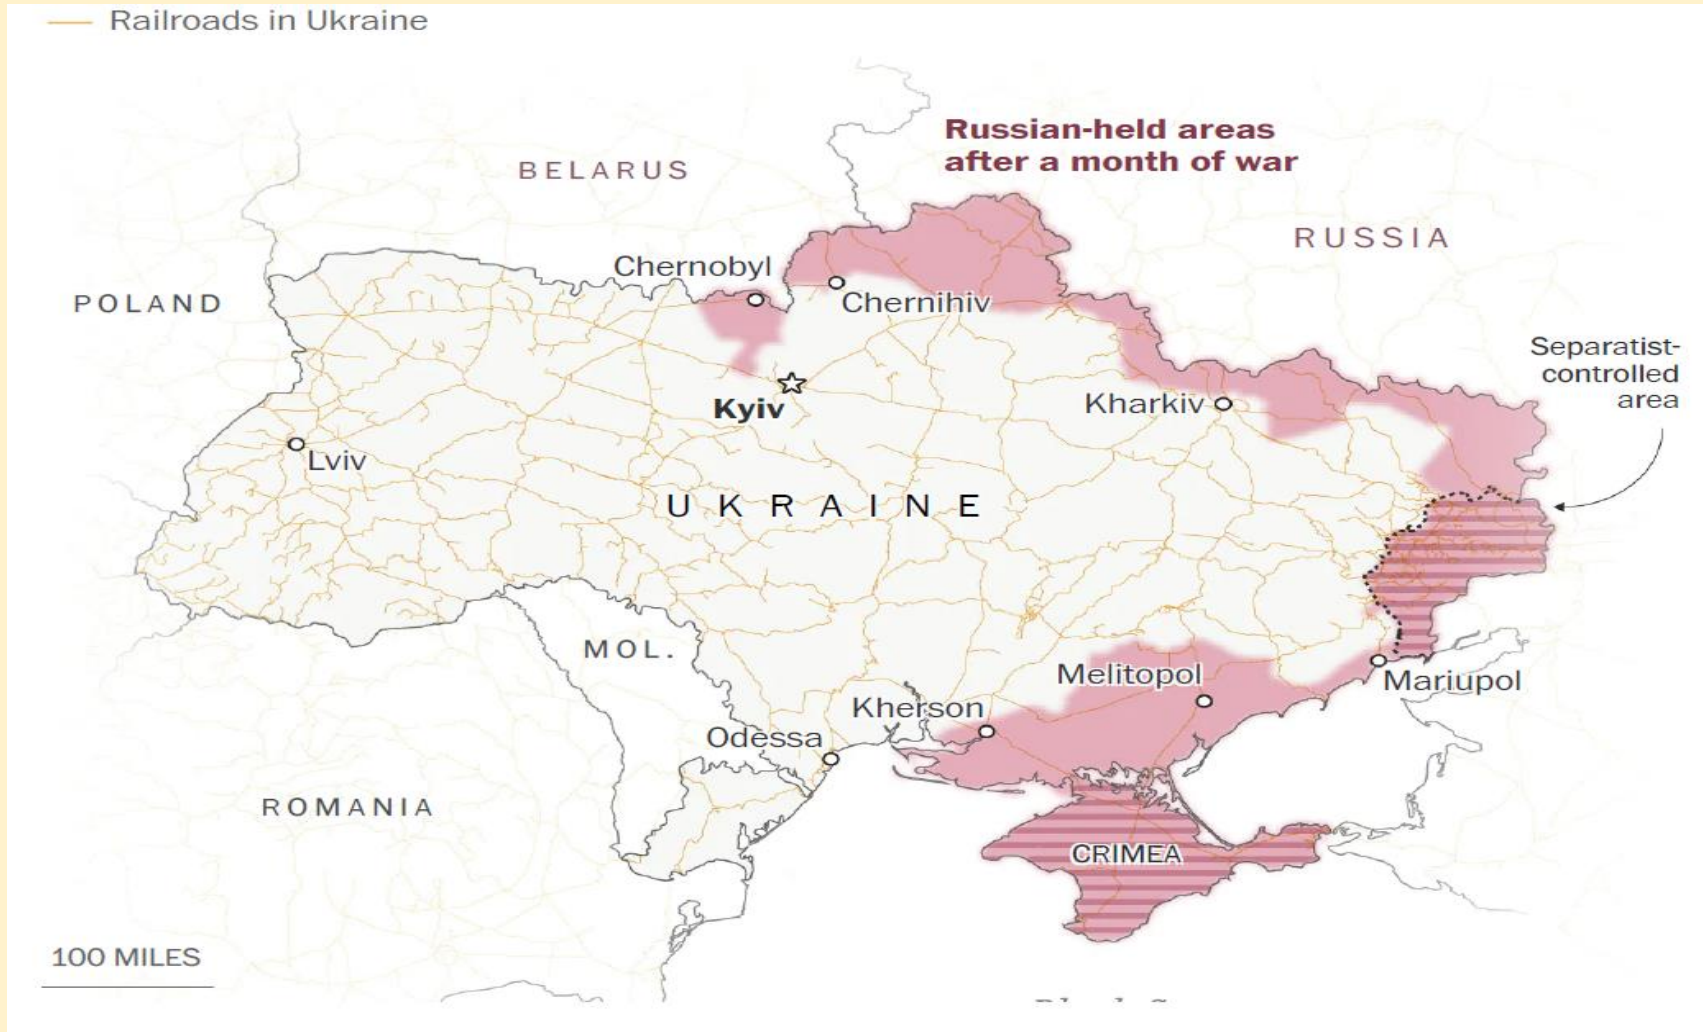 Railroads in Ukraine
Russian-held areas
after a month of war
BELARUS
RUSSIA
Chernobyl
POLAND
Chernihiv
Separatist-
controlled
area
Kyiv
Kharkiv
Lviv
UKRAINE
MOL.
Melitopol
Mariupol
Kherson
Odessa
ROMANIA
CRIMEA
100 MILES